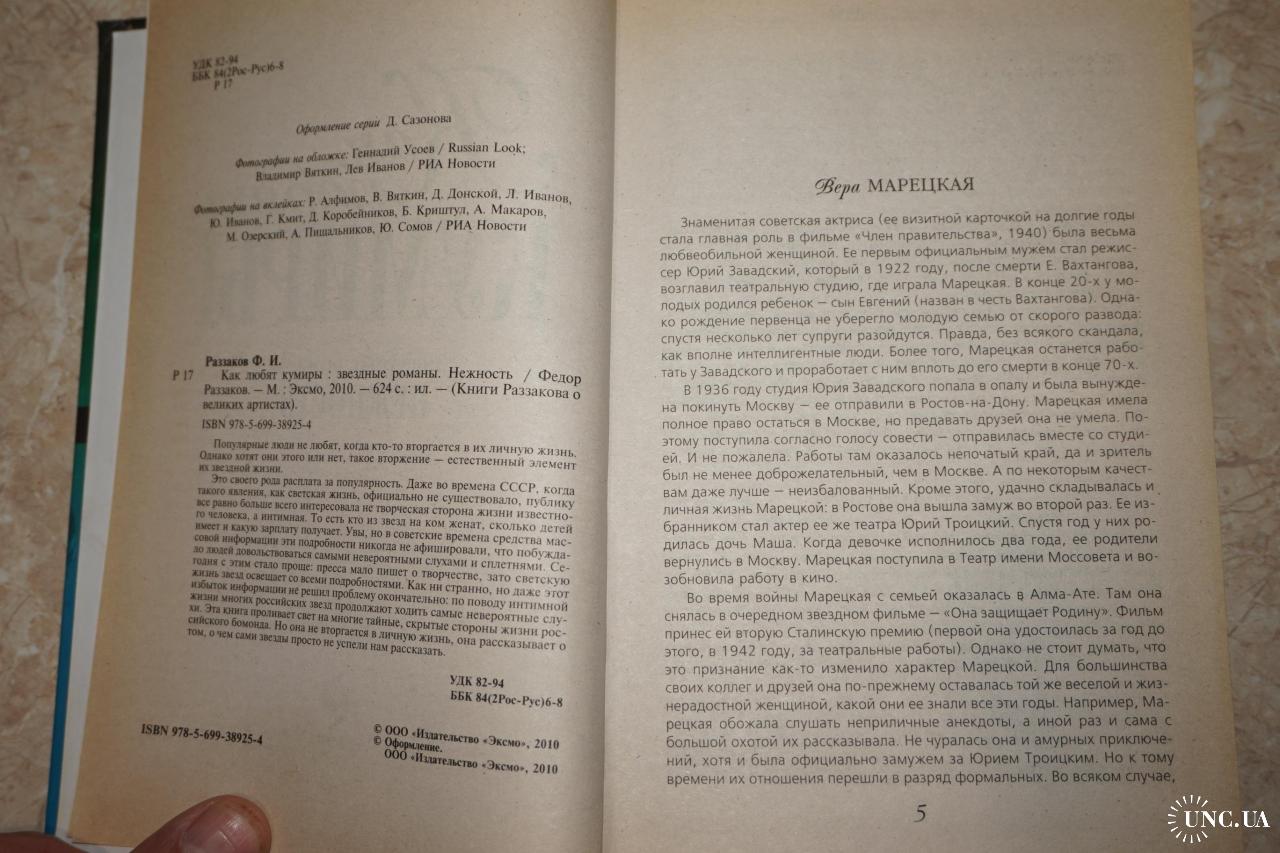 УДК 82-94
ББК 84(2Рос-Рус)6-8
Р 17
Оформление серии Д. Сазонова
Фотографии на обложке: Геннадий Усоев / Russian Look;
Владимир Вяткин, Лев Иванов / РИА Новости
Фотографии на вклейках: Р. Алфимов, В. Вяткин, Д. Донской, Л. Иванов,
Ю. Иванов, Г. Кмит, Д. Коробейников, Б. Криштул, А. Макаров,
М. Озерский, А. Пищальников, Ю. Сомов / РИА Новости
Раззаков Ф. И.
Р 17 Как любят кумиры : звездные романы. Нежность / Федор
Раззаков. — М. : Эксмо, 2010. — 624 с. : ил. — (Книги Раззакова о
великих артистах).
ISBN 978-5-699-38925-4
Популярные люди не любят, когда кто-то вторгается в их личную жизнь.
Однако хотят они этого или нет, такое вторжение — естественный элемент
их звездной жизни.
Это своего рода расплата за популярность. Даже во времена СССР, когда
такого явления, как светская жизнь, официально не существовало, публику
все равно больше всего интересовала не творческая сторона жизни известно-
го человека, а интимная. То есть кто из звезд на ком женат, сколько детей
имеет и какую зарплату получает. Увы, но в советские времена средства мас-
совой информации эти подробности никогда не афишировали, что побужда-
ло людей довольствоваться самыми невероятными слухами и сплетнями. Се-
годня с этим стало проще: пресса мало пишет о творчестве, зато светскую
жизнь звезд освещает со всеми подробностями. Как ни странно, но даже этот
избыток информации не решил проблему окончательно: по поводу интимной
жизни многих российских звезд продолжают ходить самые невероятные слу-
хи. Эта книга проливает свет на многие тайные, скрытые стороны жизни рос-
сийского бомонда. Но она не вторгается в личную жизнь, она рассказывает о
том, о чем сами звезды просто не успели нам рассказать.
УДК 82-94
ББК 84(2Рос-Рус)6-8
ISBN 978-5-699-38925-4
© ООО «Издательство «Эксмо», 2010
© Оформление.
ООО «Издательство «Эксмо», 2010
Вера МАРЕЦКАЯ
Знаменитая советская актриса (ее визитной карточкой на долгие годы
стала главная роль в фильме «Член правительства», 1940) была весьма
любвеобильной женщиной. Ее первым официальным мужем стал режис-
сер Юрий Завадский, который в 1922 году, после смерти Е. Вахтангова,
возглавил театральную студию, где играла Марецкая. В конце 20-х у мо-
лодых родился ребенок — сын Евгений (назван в честь Вахтангова). Одна-
ко рождение первенца не уберегло молодую семью от скорого развода:
спустя несколько лет супруги разойдутся. Правда, без всякого скандала,
как вполне интеллигентные люди. Более того, Марецкая останется рабо-
тать у Завадского и проработает с ним вплоть до его смерти в конце 70-х.
В 1936 году студия Юрия Завадского попала в опалу и была вынужде-
на покинуть Москву — ее отправили в Ростов-на-Дону. Марецкая имела
полное право остаться в Москве, но предавать друзей она не умела. По-
этому поступила согласно голосу совести — отправилась вместе со студи-
ей. И не пожалела. Работы там оказалось непочатый край, да и зритель
был не менее доброжелательный, чем в Москве. А по некоторым качест-
вам даже лучше — неизбалованный. Кроме этого, удачно складывалась и
личная жизнь Марецкой: в Ростове она вышла замуж во второй раз. Ее из-
бранником стал актер ее же театра Юрий Троицкий. Спустя год у них ро-
дилась дочь Маша. Когда девочке исполнилось два года, ее родители
вернулись в Москву. Марецкая поступила в Театр имени Моссовета и во-
зобновила работу в кино.
Во время войны Марецкая с семьей оказалась в Алма-Ате. Там она
снялась в очередном звездном фильме — «Она защищает Родину». Фильм
принес ей вторую Сталинскую премию (первой она удостоилась за год до
этого, в 1942 году, за театральные работы). Однако не стоит думать, что
это признание как-то изменило характер Марецкой. Для большинства
своих коллег и друзей она по-прежнему оставалась той же веселой и жиз-
нерадостной женщиной, какой они ее знали все эти годы. Например, Ма-
рецкая обожала слушать неприличные анекдоты, а иной раз и сама с
большой охотой их рассказывала. Не чуралась она и амурных приключе-
ний, хотя и была официально замужем за Юрием Троицким. Но к тому
времени их отношения перешли в разряд формальных. Во всяком случае,
5
UNC.UA